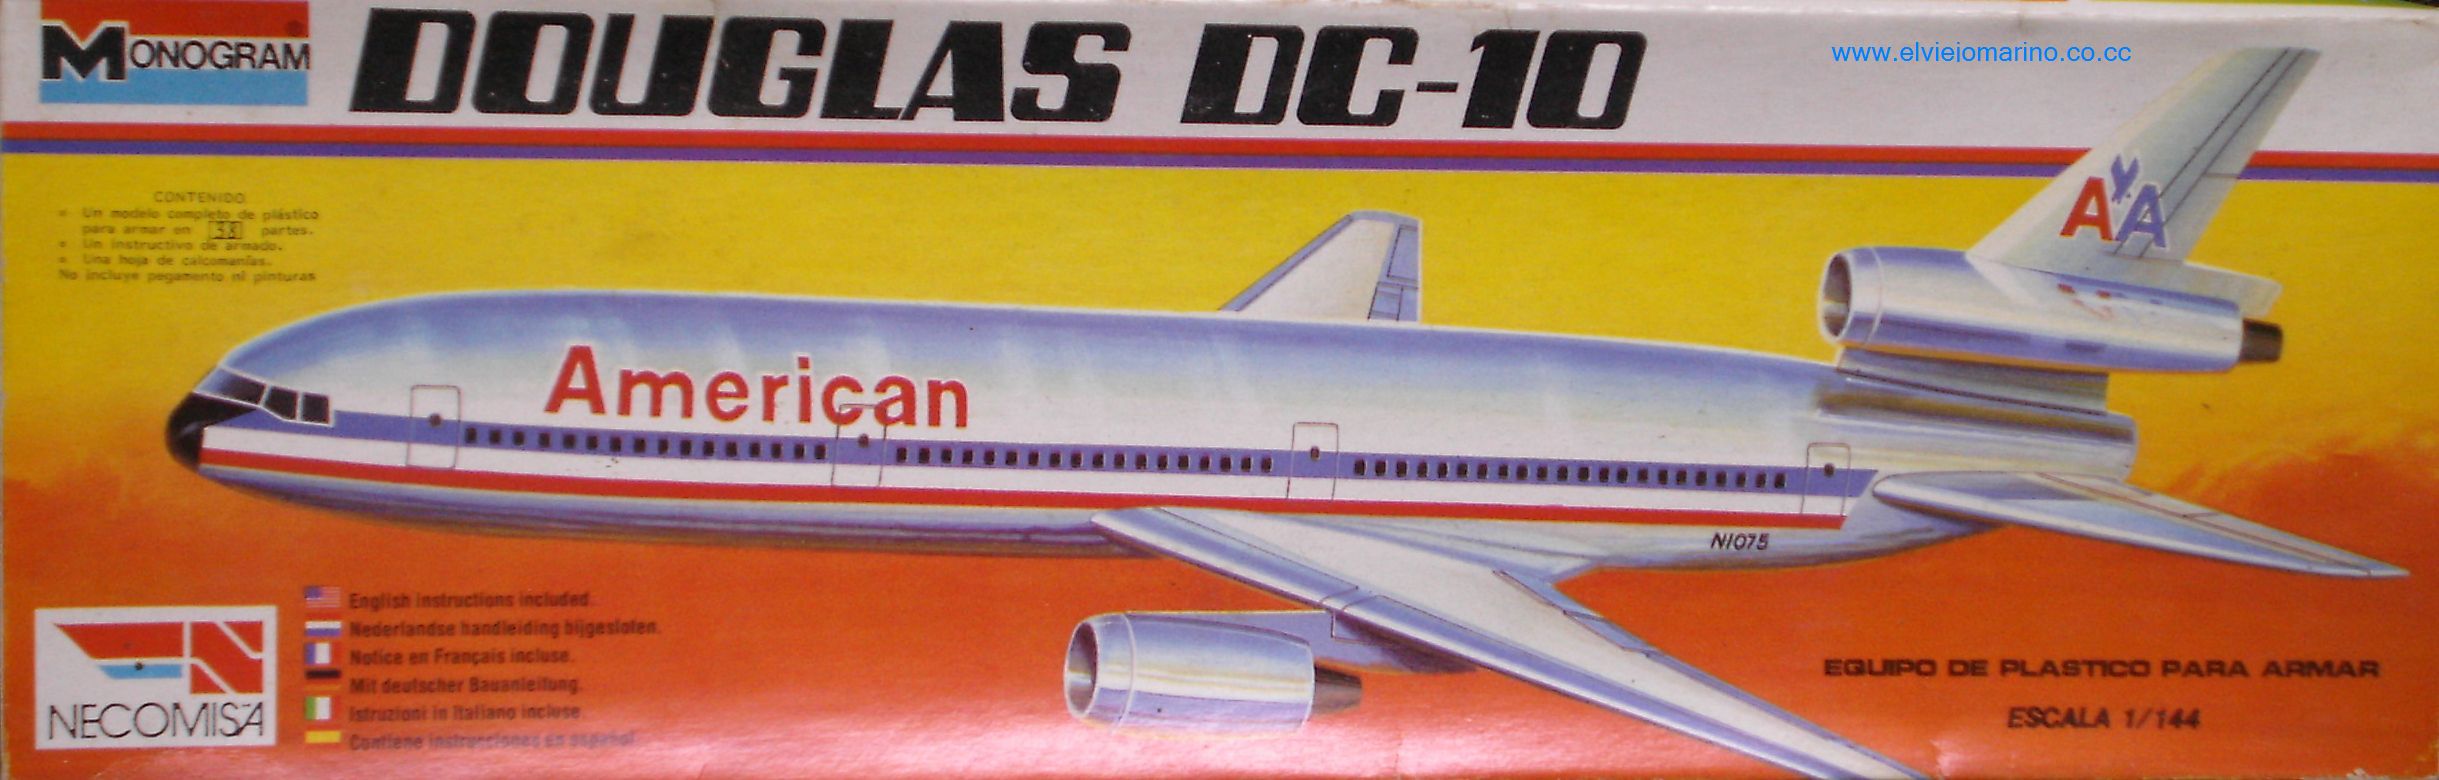 MONOGRAM
DOUGLAS DC-10
www.elviejomarino.co.cc
CONTENIDO
Un modelo completo de plástico
para armar en 58 partes.
Un instructivo de armado.
Una hoja de calcomanías.
No incluye pegamento ni pinturas
AA
American
N1075
English instructions included.
Nederlandse handleiding bijgesloten.
Notice en Français incluse.
Mit deutscher Bauanleitung.
Istruzioni in Italiano incluse.
Contiene instrucciones en español.
NECOMISA
EQUIPO DE PLASTICO PARA ARMAR
ESCALA 1/144